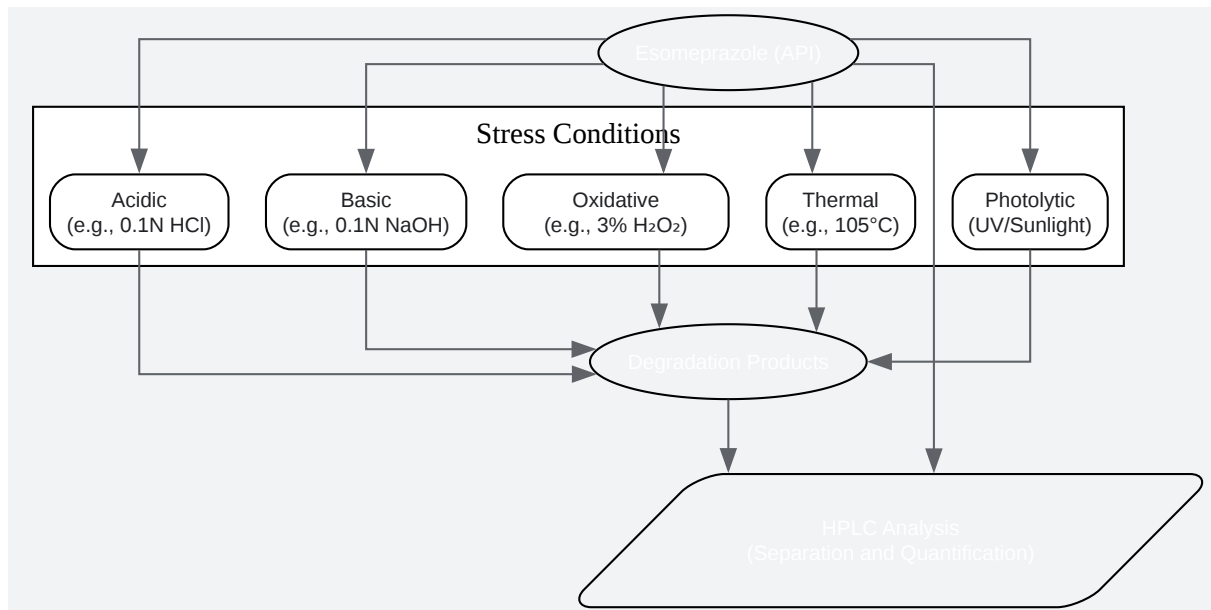 Esomeprazole (API)
Stress Conditions
Acidic
(e.g., 0.1N HCl)
Basic
(e.g., 0.1N NaOH)
Oxidative
(e.g., 3% H₂O₂)
Thermal
(e.g., 105°C)
Photolytic
(UV/Sunlight)
Degradation Products
HPLC Analysis
(Separation and Quantification)